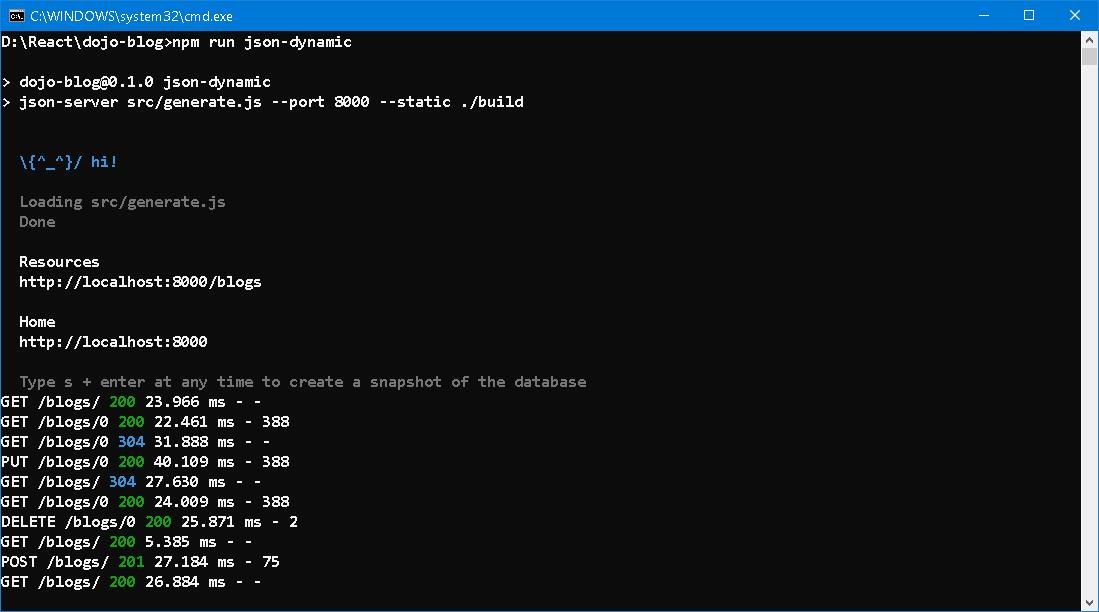 C:\WINDOWS\system32\cmd.exe
D:\React\dojo-blog>npm run json-dynamic
> dojo-blog@0.1.0 json-dynamic
> json-server src/generate.js --port 8000 --static ./build
\{^_^}/ hi!
Loading src/generate.js
Done
Resources
http://localhost:8000/blogs
Home
http://localhost:8000
Type s + enter at any time to create a snapshot of the database
GET /blogs/ 200 23.966 ms - -
GET /blogs/0 200 22.461 ms - 388
GET /blogs/0 304 31.888 ms - -
PUT /blogs/0 200 40.109 ms - 388
GET /blogs/ 304 27.630 ms - -
GET /blogs/0 200 24.009 ms - 388
DELETE /blogs/0 200 25.871 ms - 2
GET /blogs/ 200 5.385 ms - -
POST /blogs/ 201 27.184 ms - 75
GET /blogs/ 200 26.884 ms - -